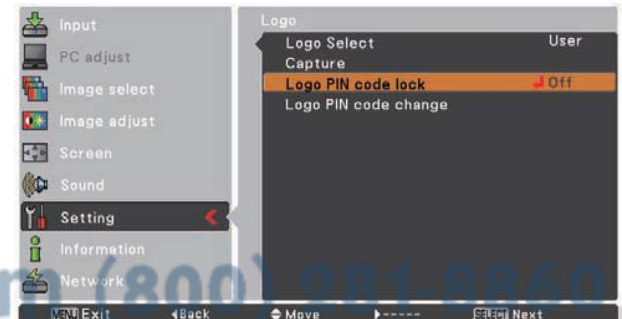 Input
PC adjust
Image select
Image adjust
Screen
Sound
Setting
Information
Network
Logo
Logo Select User
Capture
Logo PIN code lock Off
Logo PIN code change
m (800) 281-8860
MENU Exit Back Move ----- SELECT Next